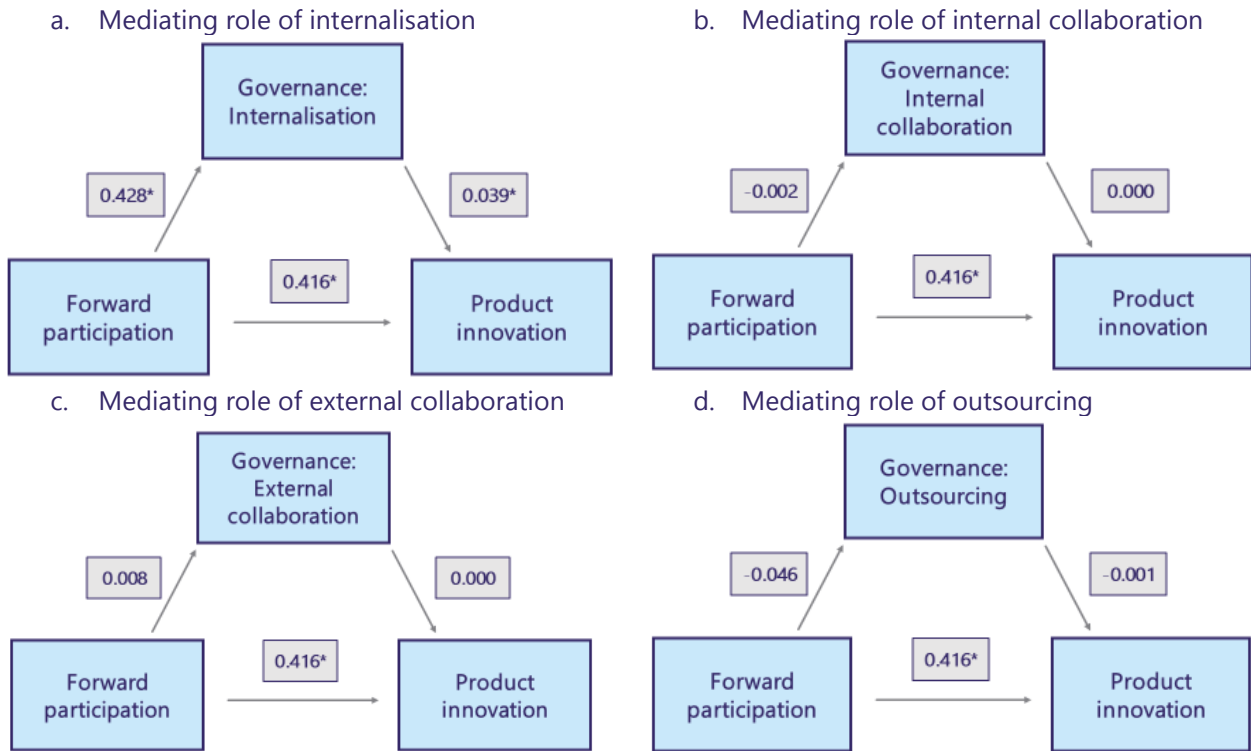 a. Mediating role of internalisation
Governance:
Internalisation
0.428*
0.039*
0.416*
Forward
participation
Product
innovation
b. Mediating role of internal collaboration
Governance:
Internal
collaboration
-0.002
0.000
0.416*
Forward
participation
Product
innovation
c. Mediating role of external collaboration
Governance:
External
collaboration
0.008
0.000
0.416*
Forward
participation
Product
innovation
d. Mediating role of outsourcing
Governance:
Outsourcing
-0.046
-0.001
0.416*
Forward
participation
Product
innovation